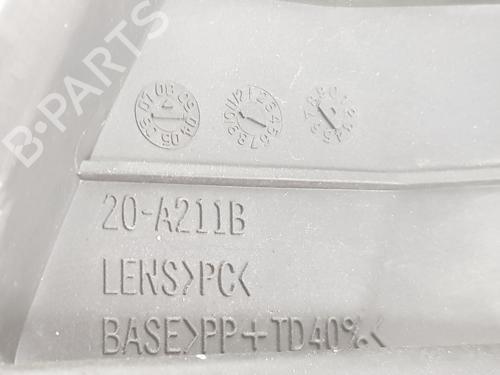 B-PARTS
20-A211B
LENS>PC<
BASE>PP+TD40%<